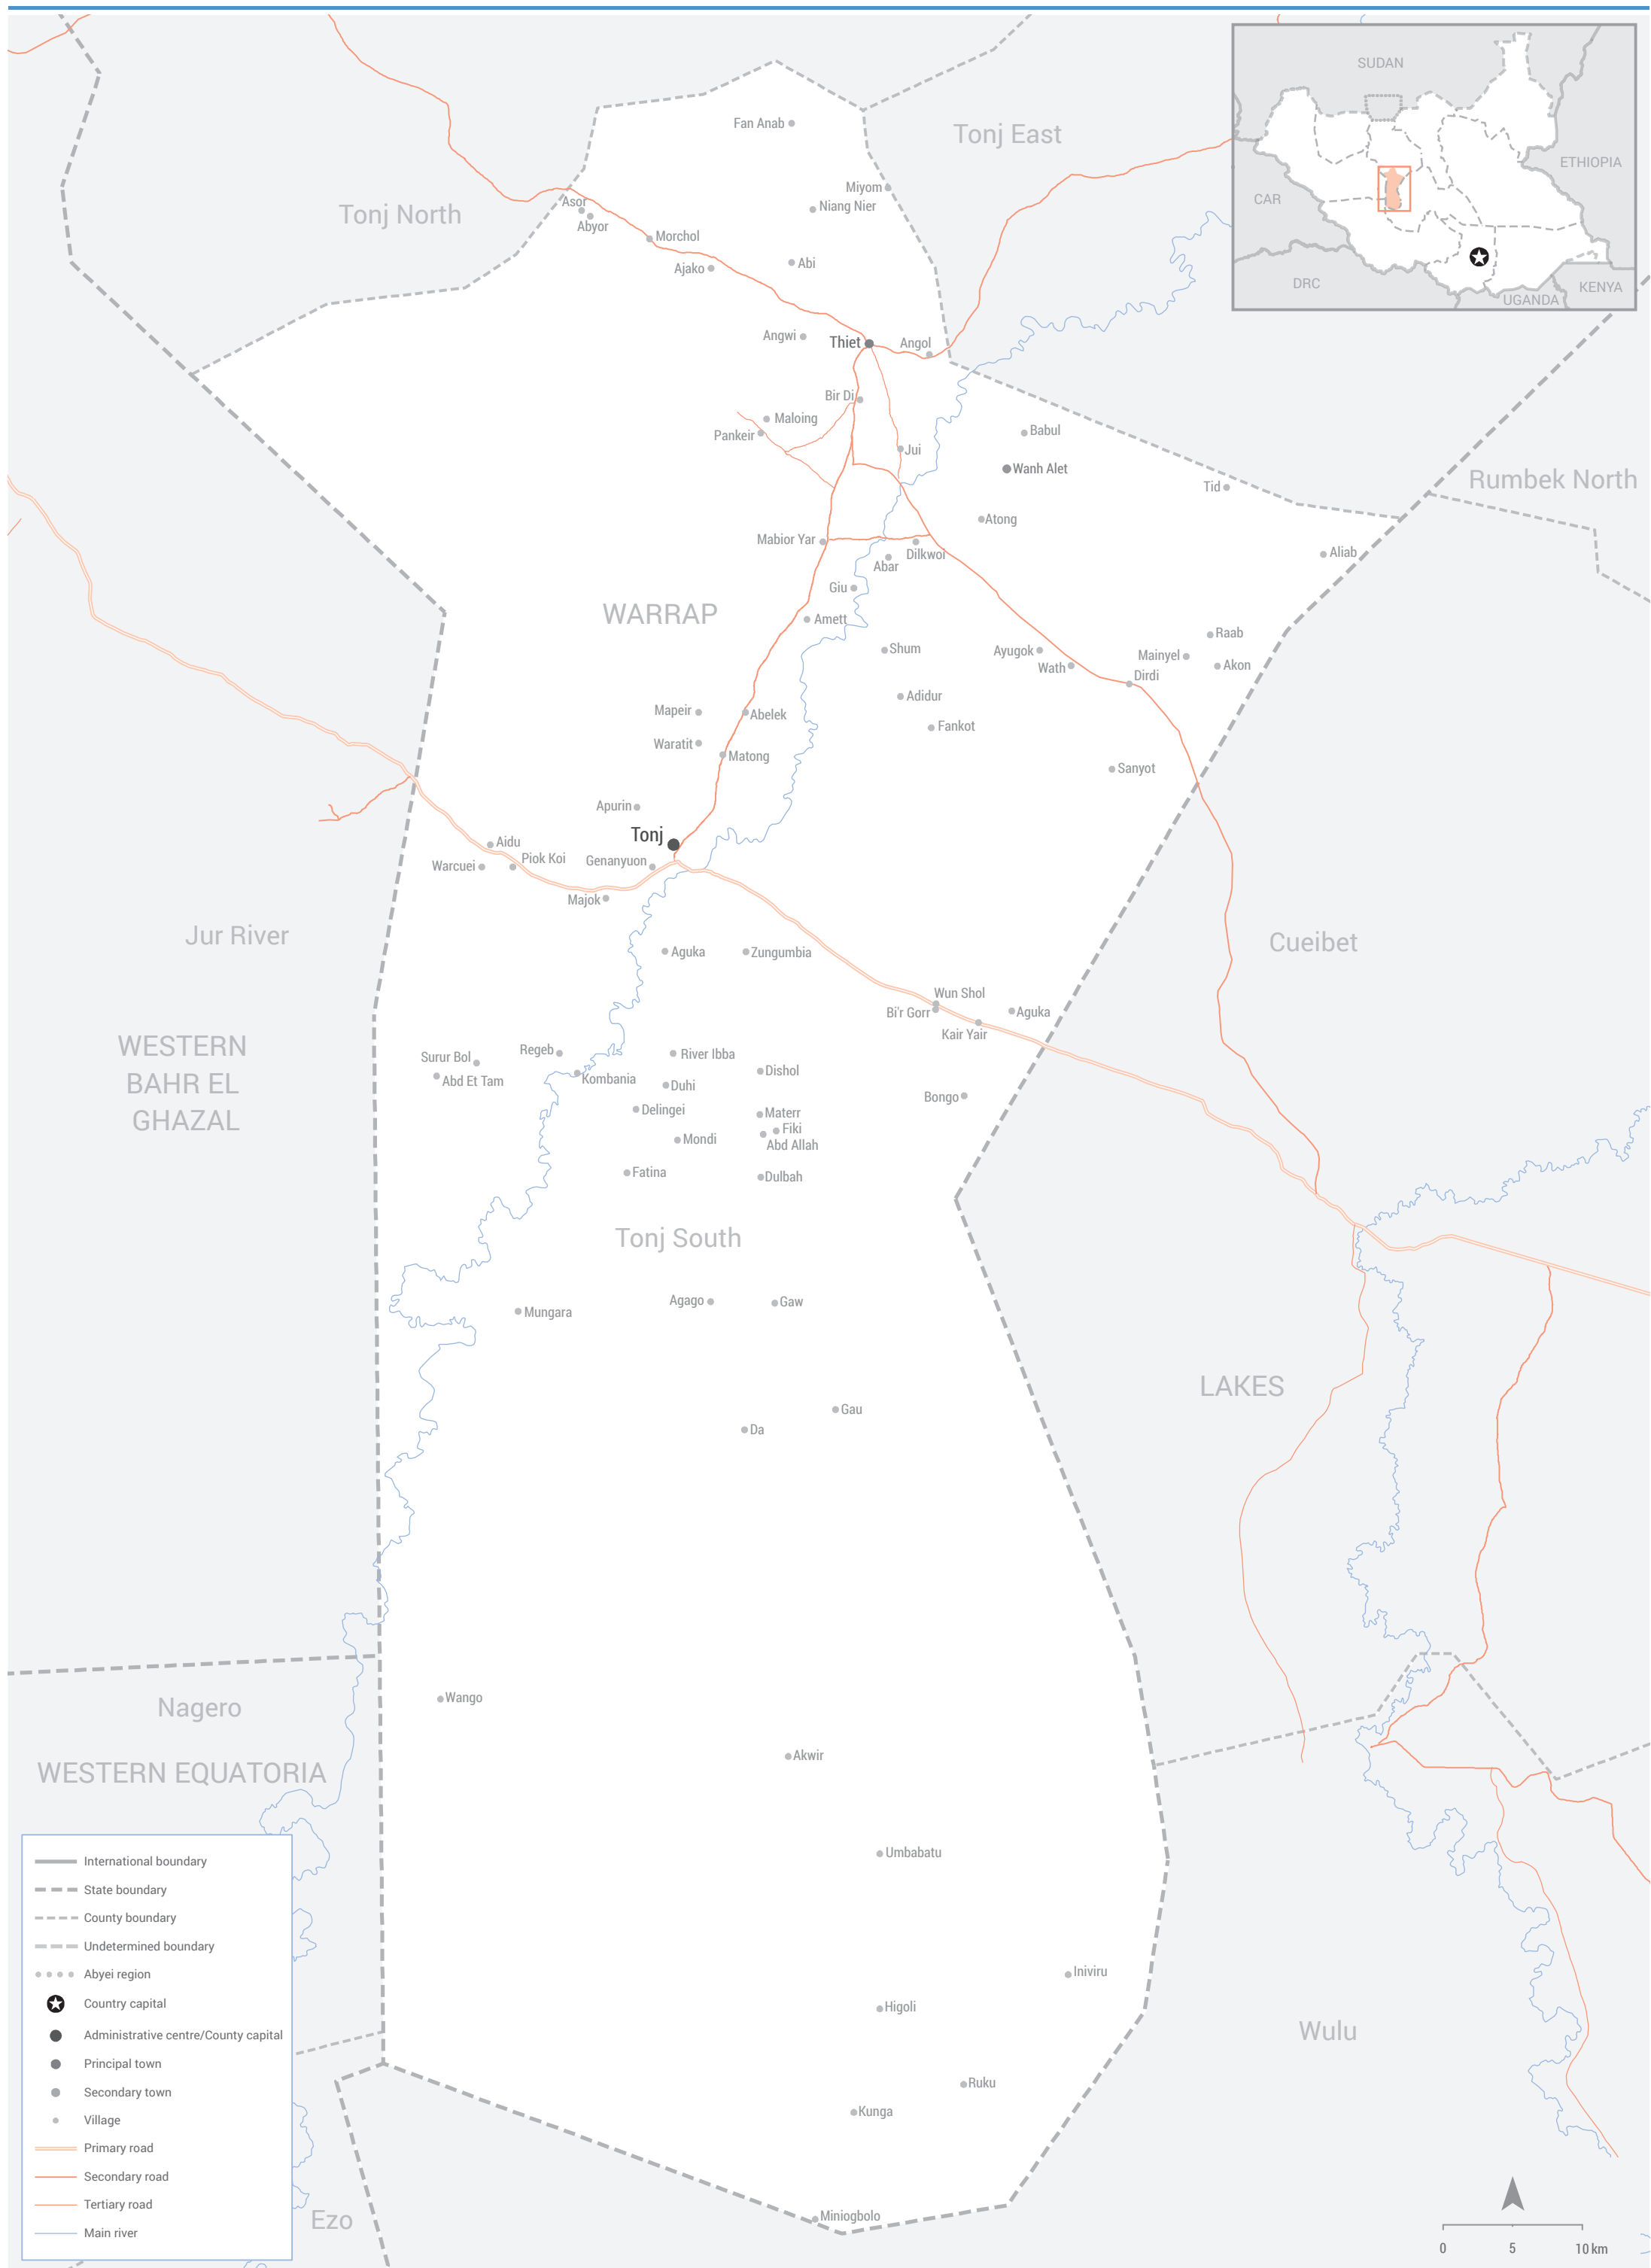 SUDAN
ETHIOPIA
CAR
DRC
UGANDA
KENYA
Fan Anab
Tonj East
Miyom
Niang Nier
Tonj North
Asor
Abyor
Morchol
Ajako
Abi
Angwi
Thiet
Angol
Bir Di
Maloing
Pankeir
Babul
Jui
Wanh Alet
Rumbek North
Tid
Atong
Mabior Yar
Dilkwoi
Abar
Aliab
Giu
WARRAP
Amett
Raab
Shum
Ayugok
Mainyel
Wath
Akon
Dirdi
Adidur
Mapeir
Abelek
Fankot
Waratit
Matong
Sanyot
Apurin
Tonj
Aidu
Piok Koi
Genanyuon
Warcuei
Majok
Jur River
Cueibet
Aguka
Zungumbia
Wun Shol
Bi'r Gorr
Aguka
Kair Yair
WESTERN
BAHR EL
GHAZAL
Regeb
River Ibba
Surur Bol
Abd Et Tam
Kombania
Dishol
Duhi
Bongo
Delingei
Materr
Fiki
Mondi
Abd Allah
Fatina
Dulbah
Tonj South
Agago
Gaw
Mungara
LAKES
Gau
Da
Wango
Nagero
Akwir
WESTERN EQUATORIA
Umbabatu
Iniviru
Higoli
Wulu
Ruku
Kunga
Miniogbolo
Ezo
International boundary
State boundary
County boundary
Undetermined boundary
Abyei region
Country capital
Administrative centre/County capital
Principal town
Secondary town
Village
Primary road
Secondary road
Tertiary road
Main river
0 5 10 km